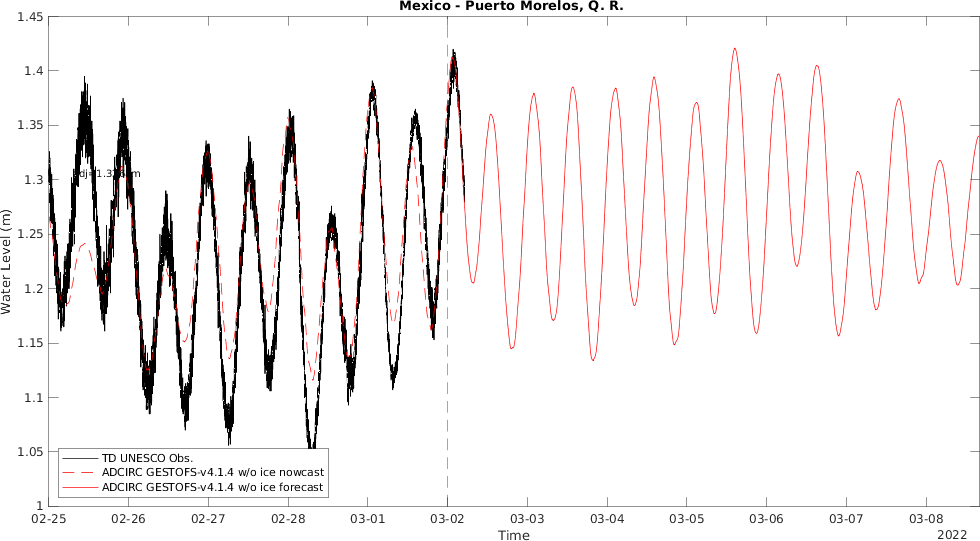 Mexico - Puerto Morelos, Q. R.
1.45
1.4
1.35
1.3
1.25
1.2
1.15
1.1
1.05
1
Water Level (m)
TD UNESCO Obs.
ADCIRC GESTOFS-v4.1.4 w/o ice nowcast
ADCIRC GESTOFS-v4.1.4 w/o ice forecast
02-25 02-26 02-27 02-28 03-01 03-02 03-03 03-04 03-05 03-06 03-07 03-08
Time
2022